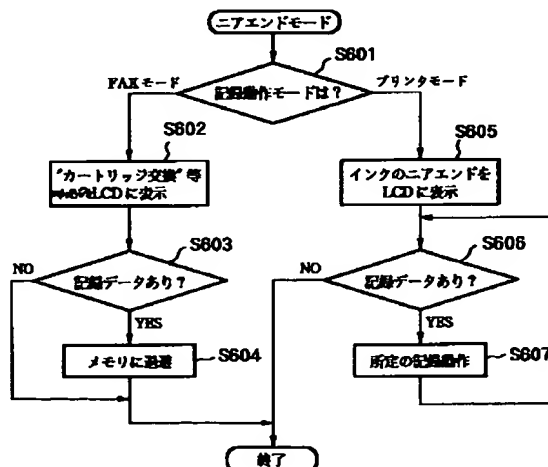 ニアエンドモード
S601
FAXモード
記録動作モードは？
プリンタモード
S602
S605
"カートリッジ交換"等
LCDに表示
インクのニアエンドを
LCDに表示
S603
S606
NO
記録データあり？
NO
記録データあり？
YES
YES
メモリに退避
S604
所定の記録動作
S607
終了